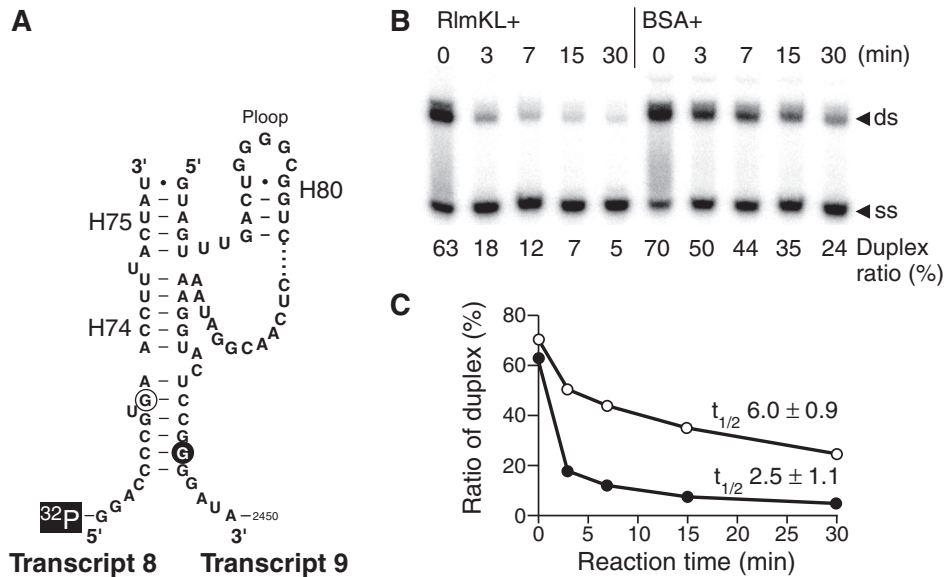 A
3'
U A U C A U U U C C A A G U G C C C C A G G
5'
32P
5'
G U A G U U U G A C U G G G G C G G U C
C U C A A C G G A U A A A A G G U A C U C C G G G G A U A
2450
3'
Ploop
H80
H75
H74
Transcript 8 Transcript 9
B
RlmKL+ BSA+
0 3 7 15 30 0 3 7 15 30 (min)
ds
ss
63 18 12 7 5 70 50 44 35 24 Duplex
ratio (%)
C
Ratio of duplex (%)
80
60
40
20
0
t1/2 6.0 ± 0.9
t1/2 2.5 ± 1.1
0 5 10 15 20 25 30
Reaction time (min)